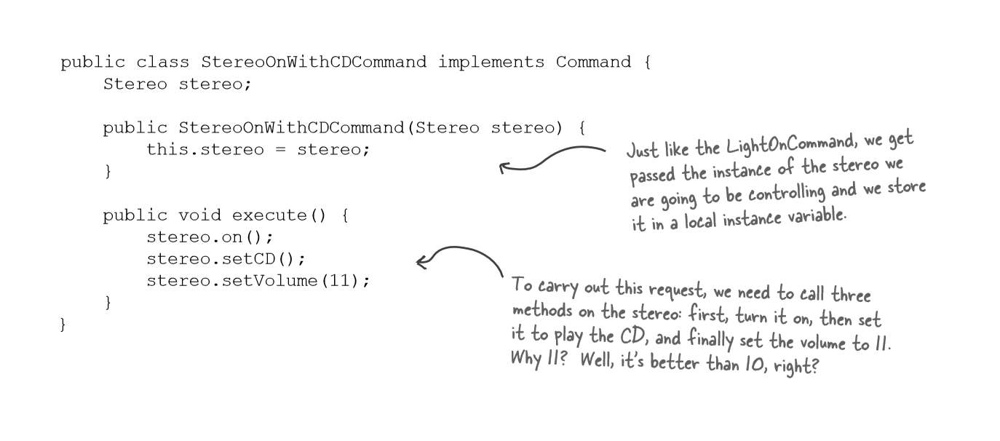 public class StereoOnWithCDCommand implements Command {
    Stereo stereo;

    public StereoOnWithCDCommand(Stereo stereo) {
        this.stereo = stereo;
    }

    public void execute() {
        stereo.on();
        stereo.setCD();
        stereo.setVolume(11);
    }
}
Just like the LightOnCommand, we get
passed the instance of the stereo we
are going to be controlling and we store
it in a local instance variable.
To carry out this request, we need to call three
methods on the stereo: first, turn it on, then set
it to play the CD, and finally set the volume to 11.
Why 11?  Well, it's better than 10, right?